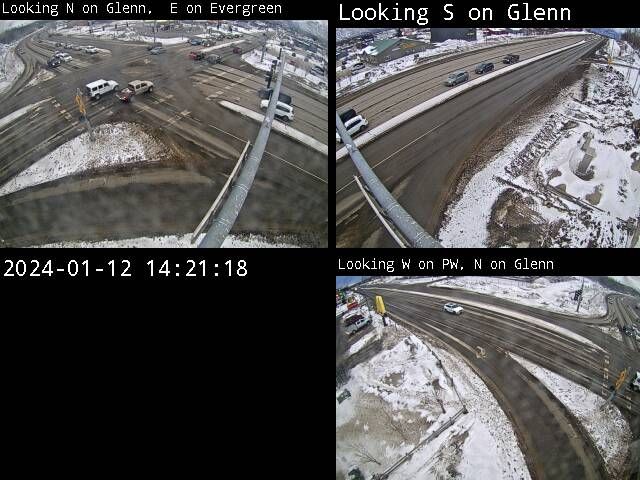 Looking N on Glenn,  E on Evergreen
Looking S on Glenn
2024-01-12 14:21:18
Looking W on PW, N on Glenn